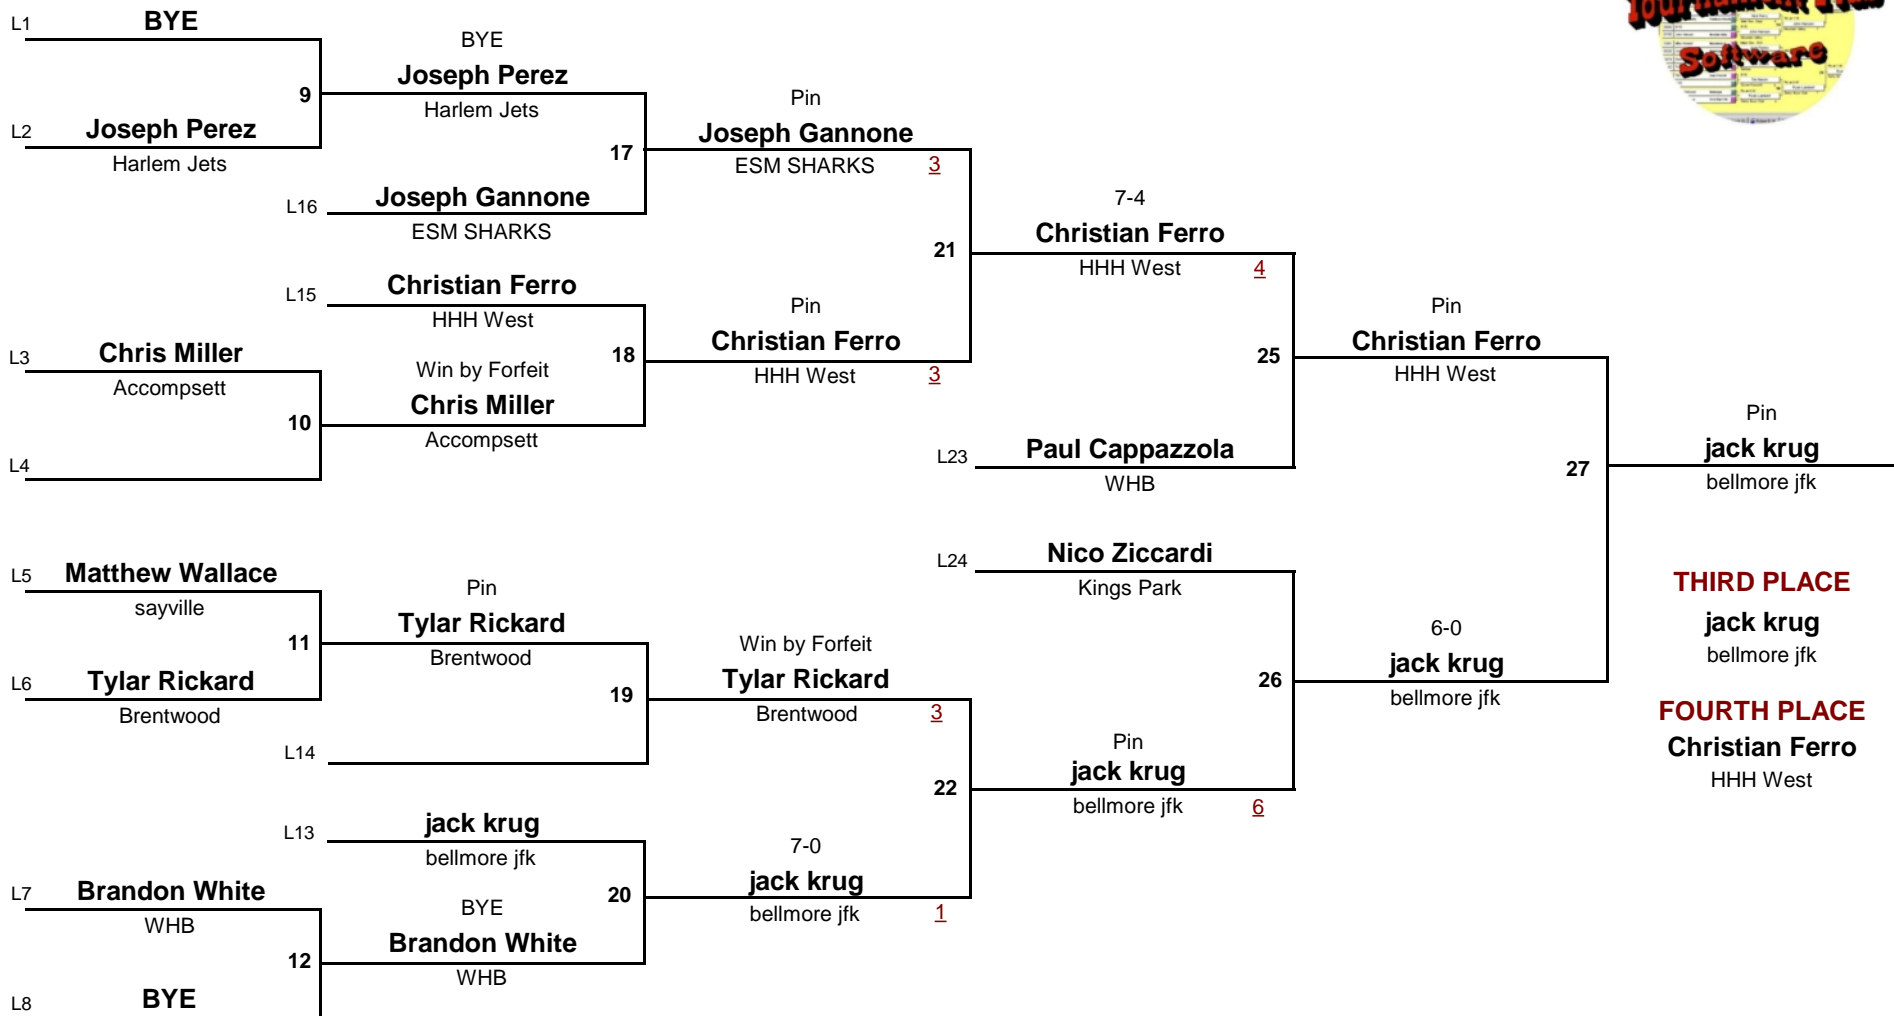 L1
BYE
9
L2
Joseph Perez
Harlem Jets
BYE
Joseph Perez
Harlem Jets
17
L16
Joseph Gannone
ESM SHARKS
Pin
Joseph Gannone
ESM SHARKS
3
21
L15
Christian Ferro
HHH West
L3
Chris Miller
Accompsett
10
L4
Win by Forfeit
Chris Miller
Accompsett
18
Pin
Christian Ferro
HHH West
3
7-4
Christian Ferro
HHH West
4
25
L23
Paul Cappazzola
WHB
Pin
Christian Ferro
HHH West
27
Pin
jack krug
bellmore jfk
L5
Matthew Wallace
sayville
11
L6
Tylar Rickard
Brentwood
Pin
Tylar Rickard
Brentwood
19
L14
Win by Forfeit
Tylar Rickard
Brentwood
3
22
L24
Nico Ziccardi
Kings Park
26
Pin
jack krug
bellmore jfk
6
6-0
jack krug
bellmore jfk
L13
jack krug
bellmore jfk
L7
Brandon White
WHB
12
L8
BYE
BYE
Brandon White
WHB
20
7-0
jack krug
bellmore jfk
1
THIRD PLACE
jack krug
bellmore jfk
FOURTH PLACE
Christian Ferro
HHH West
Software